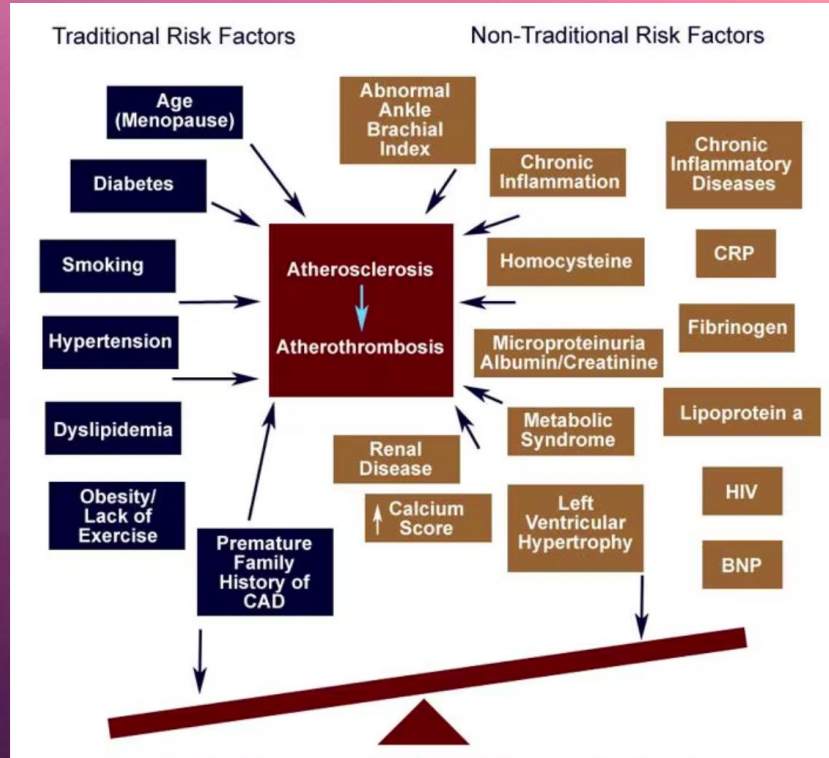 Traditional Risk Factors
Non-Traditional Risk Factors
Age
(Menopause)
Diabetes
Smoking
Hypertension
Dyslipidemia
Obesity/
Lack of
Exercise
Premature
Family
History of
CAD
Atherosclerosis
Atherothrombosis
Abnormal
Ankle
Brachial
Index
Chronic
Inflammation
Homocysteine
Microproteinuria
Albumin/Creatinine
Metabolic
Syndrome
Renal
Disease
↑ Calcium
Score
Left
Ventricular
Hypertrophy
Chronic
Inflammatory
Diseases
CRP
Fibrinogen
Lipoprotein a
HIV
BNP